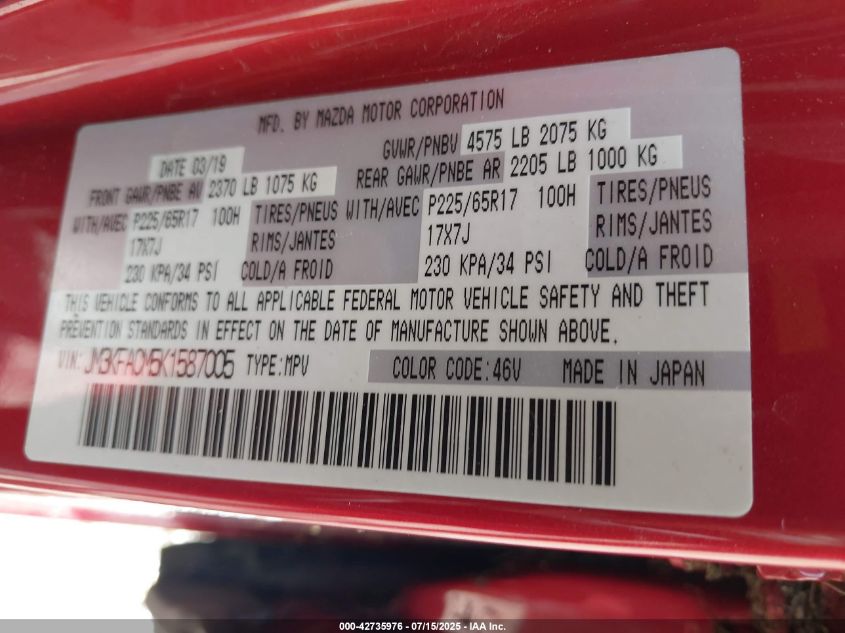 MFD. BY MAZDA MOTOR CORPORATION
DATE 03/19 GVWR/PNBV 4575 LB 2075 KG
FRONT GAWR/PNBE AV 2370 LB 1075 KG REAR GAWR/PNBE AR 2205 LB 1000 KG
WITH/AVEC P225/65R17 100H TIRES/PNEUS WITH/AVEC P225/65R17 100H TIRES/PNEUS
17X7J RIMS/JANTES 17X7J RIMS/JANTES
230 KPA/34 PSI COLD/A FROID 230 KPA/34 PSI COLD/A FROID
THIS VEHICLE CONFORMS TO ALL APPLICABLE FEDERAL MOTOR VEHICLE SAFETY AND THEFT
PREVENTION STANDARDS IN EFFECT ON THE DATE OF MANUFACTURE SHOWN ABOVE.
VIN: JM3KFACM5K1587005 TYPE:MPV COLOR CODE:46V MADE IN JAPAN
000-42735976 - 07/15/2025 - IAA Inc.